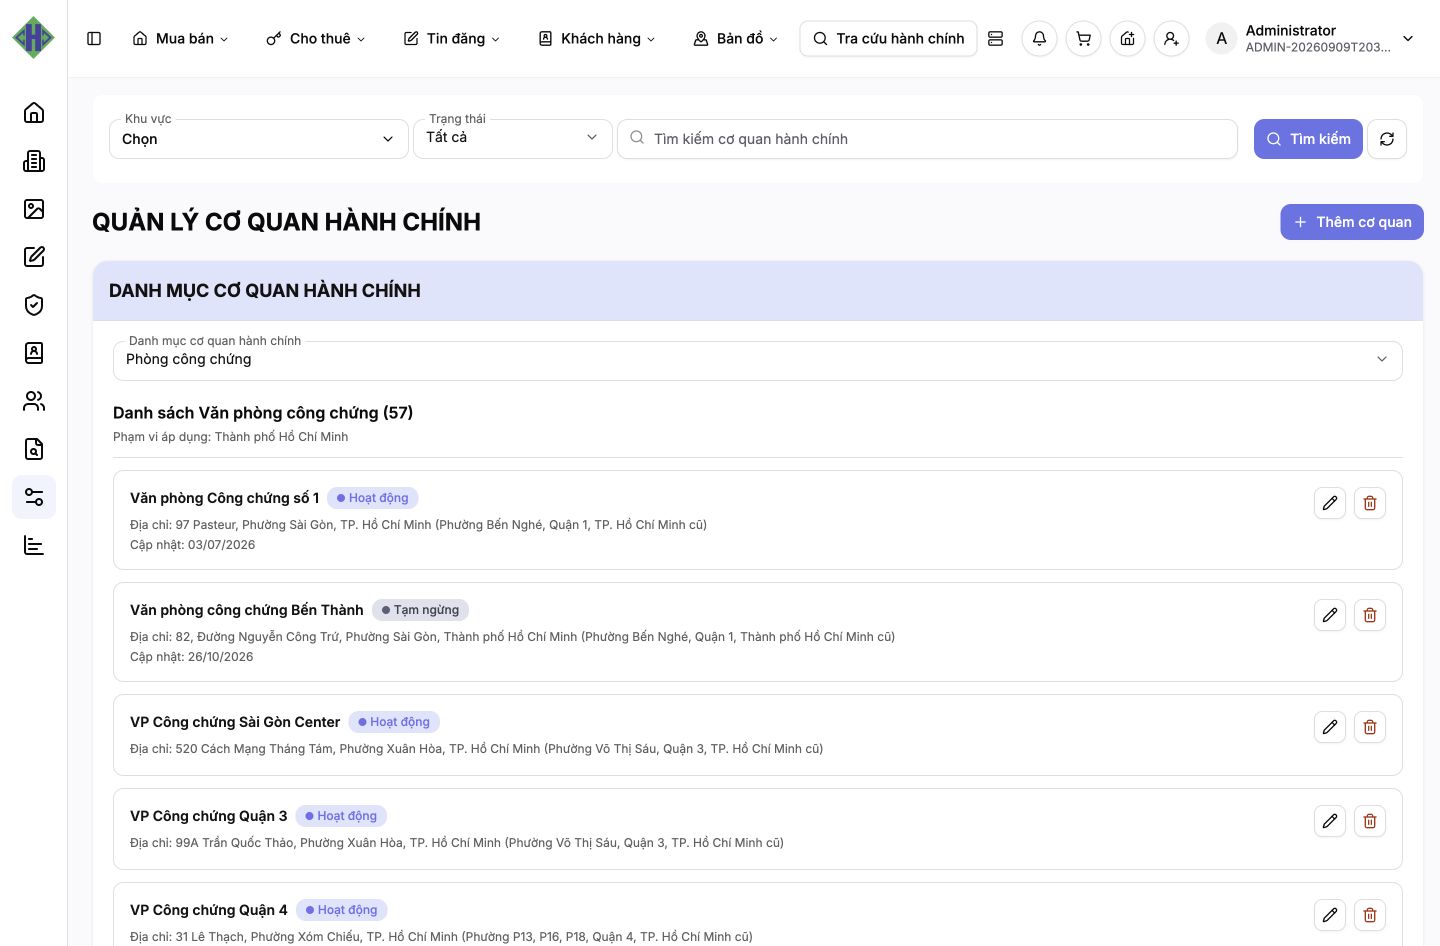 Mua bán
Cho thuê
Tin đăng
Khách hàng
Bản đồ
Tra cứu hành chính
A
Administrator
ADMIN-20260909T203...
Khu vực
Chọn
Trạng thái
Tất cả
Tìm kiếm cơ quan hành chính
Tìm kiếm
QUẢN LÝ CƠ QUAN HÀNH CHÍNH
Thêm cơ quan
DANH MỤC CƠ QUAN HÀNH CHÍNH
Danh mục cơ quan hành chính
Phòng công chứng
Danh sách Văn phòng công chứng (57)
Phạm vi áp dụng: Thành phố Hồ Chí Minh
Văn phòng Công chứng số 1 Hoạt động
Địa chỉ: 97 Pasteur, Phường Sài Gòn, TP. Hồ Chí Minh (Phường Bến Nghé, Quận 1, TP. Hồ Chí Minh cũ)
Cập nhật: 03/07/2026
Văn phòng công chứng Bến Thành Tạm ngừng
Địa chỉ: 82, Đường Nguyễn Công Trứ, Phường Sài Gòn, Thành phố Hồ Chí Minh (Phường Bến Nghé, Quận 1, Thành phố Hồ Chí Minh cũ)
Cập nhật: 26/10/2026
VP Công chứng Sài Gòn Center Hoạt động
Địa chỉ: 520 Cách Mạng Tháng Tám, Phường Xuân Hòa, TP. Hồ Chí Minh (Phường Võ Thị Sáu, Quận 3, TP. Hồ Chí Minh cũ)
VP Công chứng Quận 3 Hoạt động
Địa chỉ: 99A Trần Quốc Thảo, Phường Xuân Hòa, TP. Hồ Chí Minh (Phường Võ Thị Sáu, Quận 3, TP. Hồ Chí Minh cũ)
VP Công chứng Quận 4 Hoạt động
Địa chỉ: 31 Lê Thạch, Phường Xóm Chiếu, TP. Hồ Chí Minh (Phường P13, P16, P18, Quận 4, TP. Hồ Chí Minh cũ)